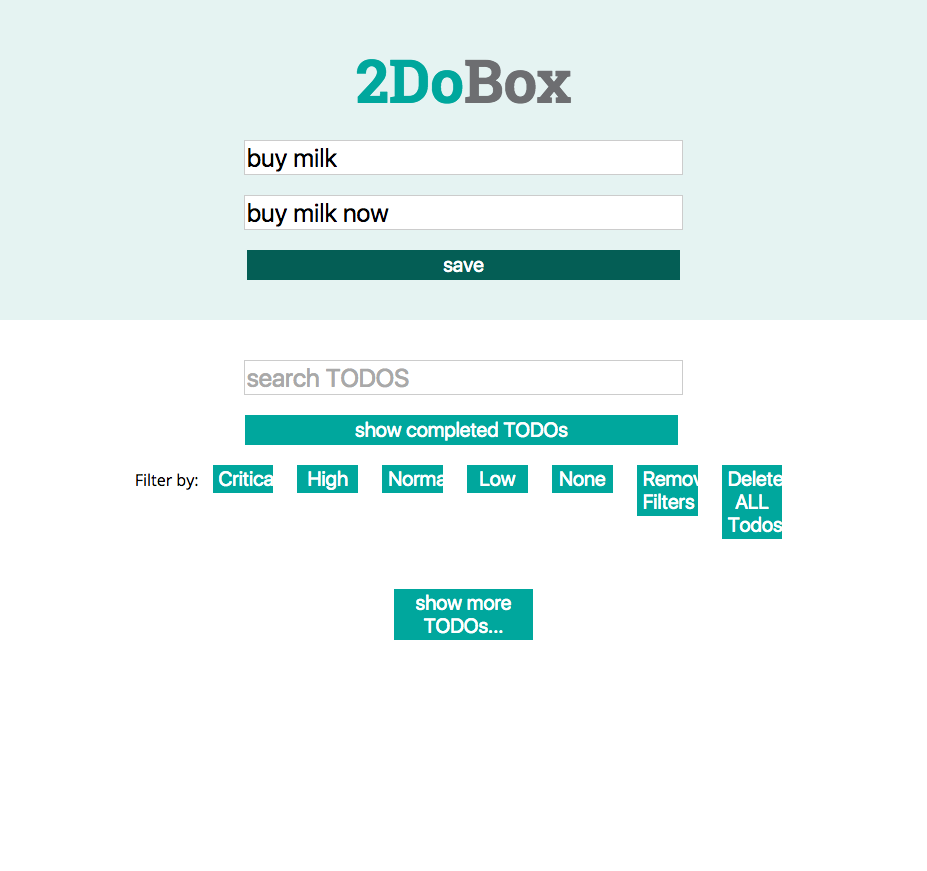 2DoBox
buy milk
buy milk now
save
search TODOS
show completed TODOs
Filter by: Critica High Norma Low None Remov Delete
Filters ALL
Todos
show more
TODOs...